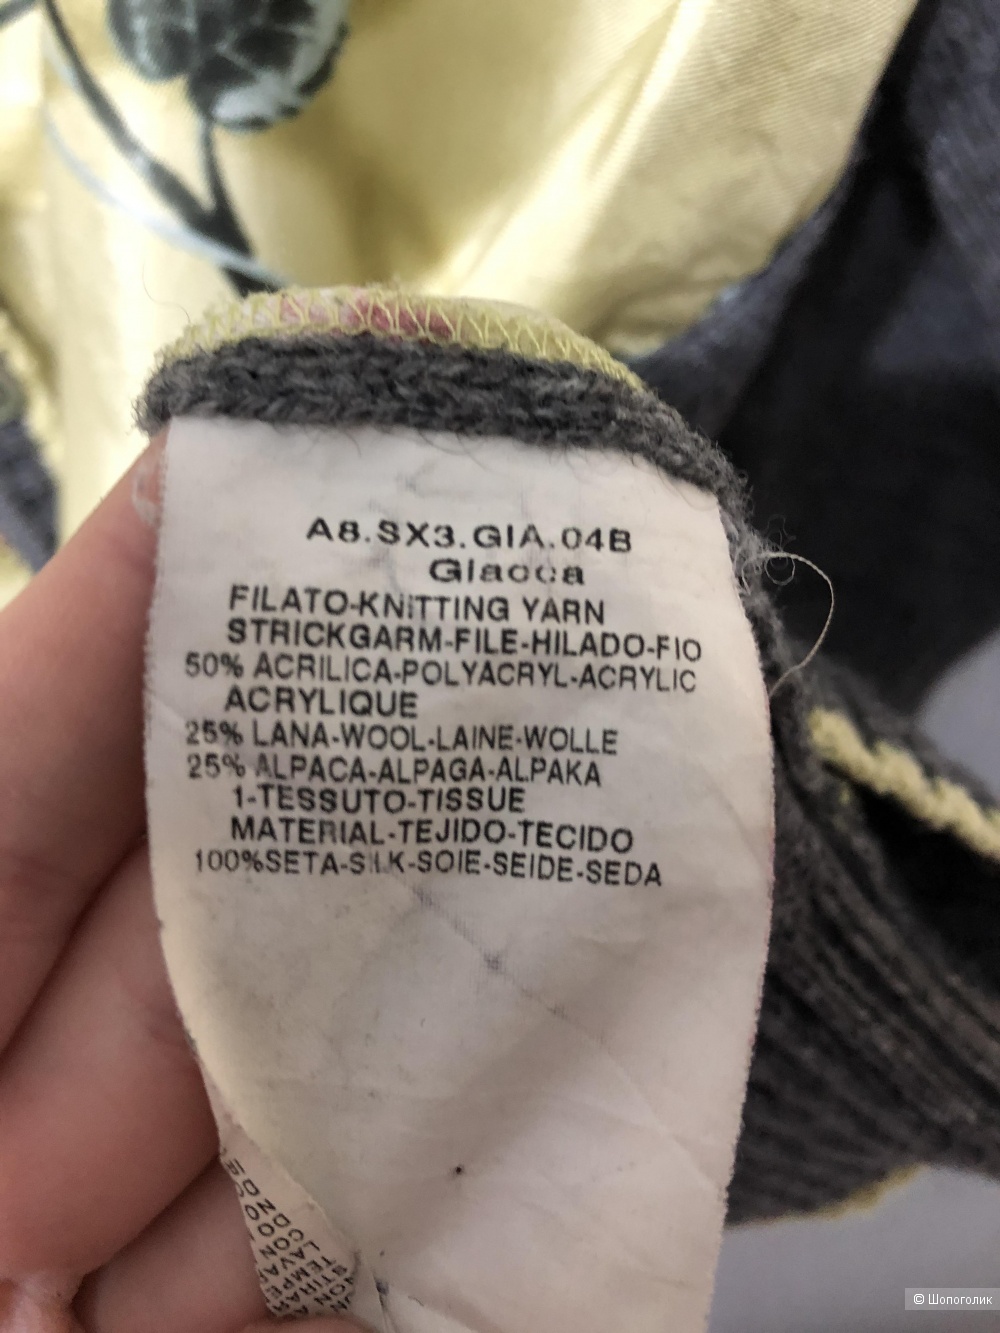 A8.SX3.GIA.04B
Giacca
FILATO-KNITTING YARN
STRICKGARM-FILE-HILADO-FIO
50% ACRILICA-POLYACRYL-ACRYLIC
ACRYLIQUE
25% LANA-WOOL-LAINE-WOLLE
25% ALPACA-ALPAGA-ALPAKA
1-TESSUTO-TISSUE
MATERIAL-TEJIDO-TECIDO
100%SETA-SILK-SOIE-SEIDE-SEDA
© Шопоголик